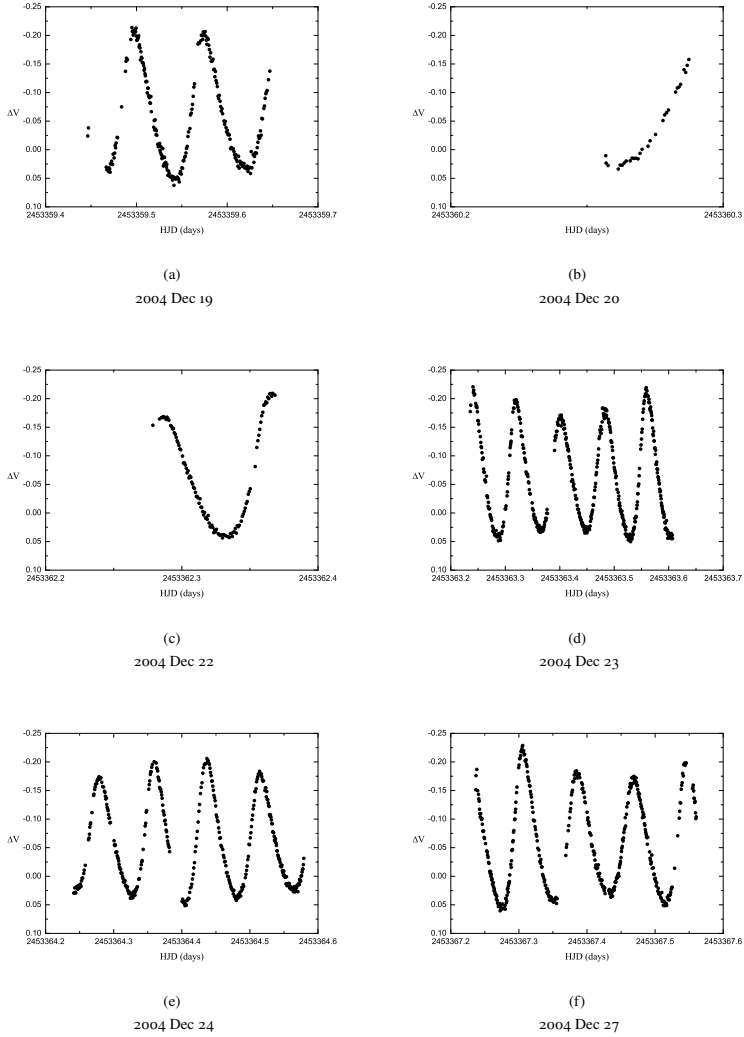 -0.25
-0.20
-0.15
-0.10
-0.05
0.00
0.05
0.10
ΔV
2453359.4 2453359.5 2453359.6 2453359.7
HJD (days)
(a)
2004 Dec 19
-0.25
-0.20
-0.15
-0.10
-0.05
0.00
0.05
0.10
ΔV
2453360.2 2453360.3
HJD (days)
(b)
2004 Dec 20
-0.25
-0.20
-0.15
-0.10
-0.05
0.00
0.05
0.10
ΔV
2453362.2 2453362.3 2453362.4
HJD (days)
(c)
2004 Dec 22
-0.25
-0.20
-0.15
-0.10
-0.05
0.00
0.05
0.10
ΔV
2453363.2 2453363.3 2453363.4 2453363.5 2453363.6 2453363.7
HJD (days)
(d)
2004 Dec 23
-0.25
-0.20
-0.15
-0.10
-0.05
0.00
0.05
0.10
ΔV
2453364.2 2453364.3 2453364.4 2453364.5 2453364.6
HJD (days)
(e)
2004 Dec 24
-0.25
-0.20
-0.15
-0.10
-0.05
0.00
0.05
0.10
ΔV
2453367.2 2453367.3 2453367.4 2453367.5 2453367.6
HJD (days)
(f)
2004 Dec 27